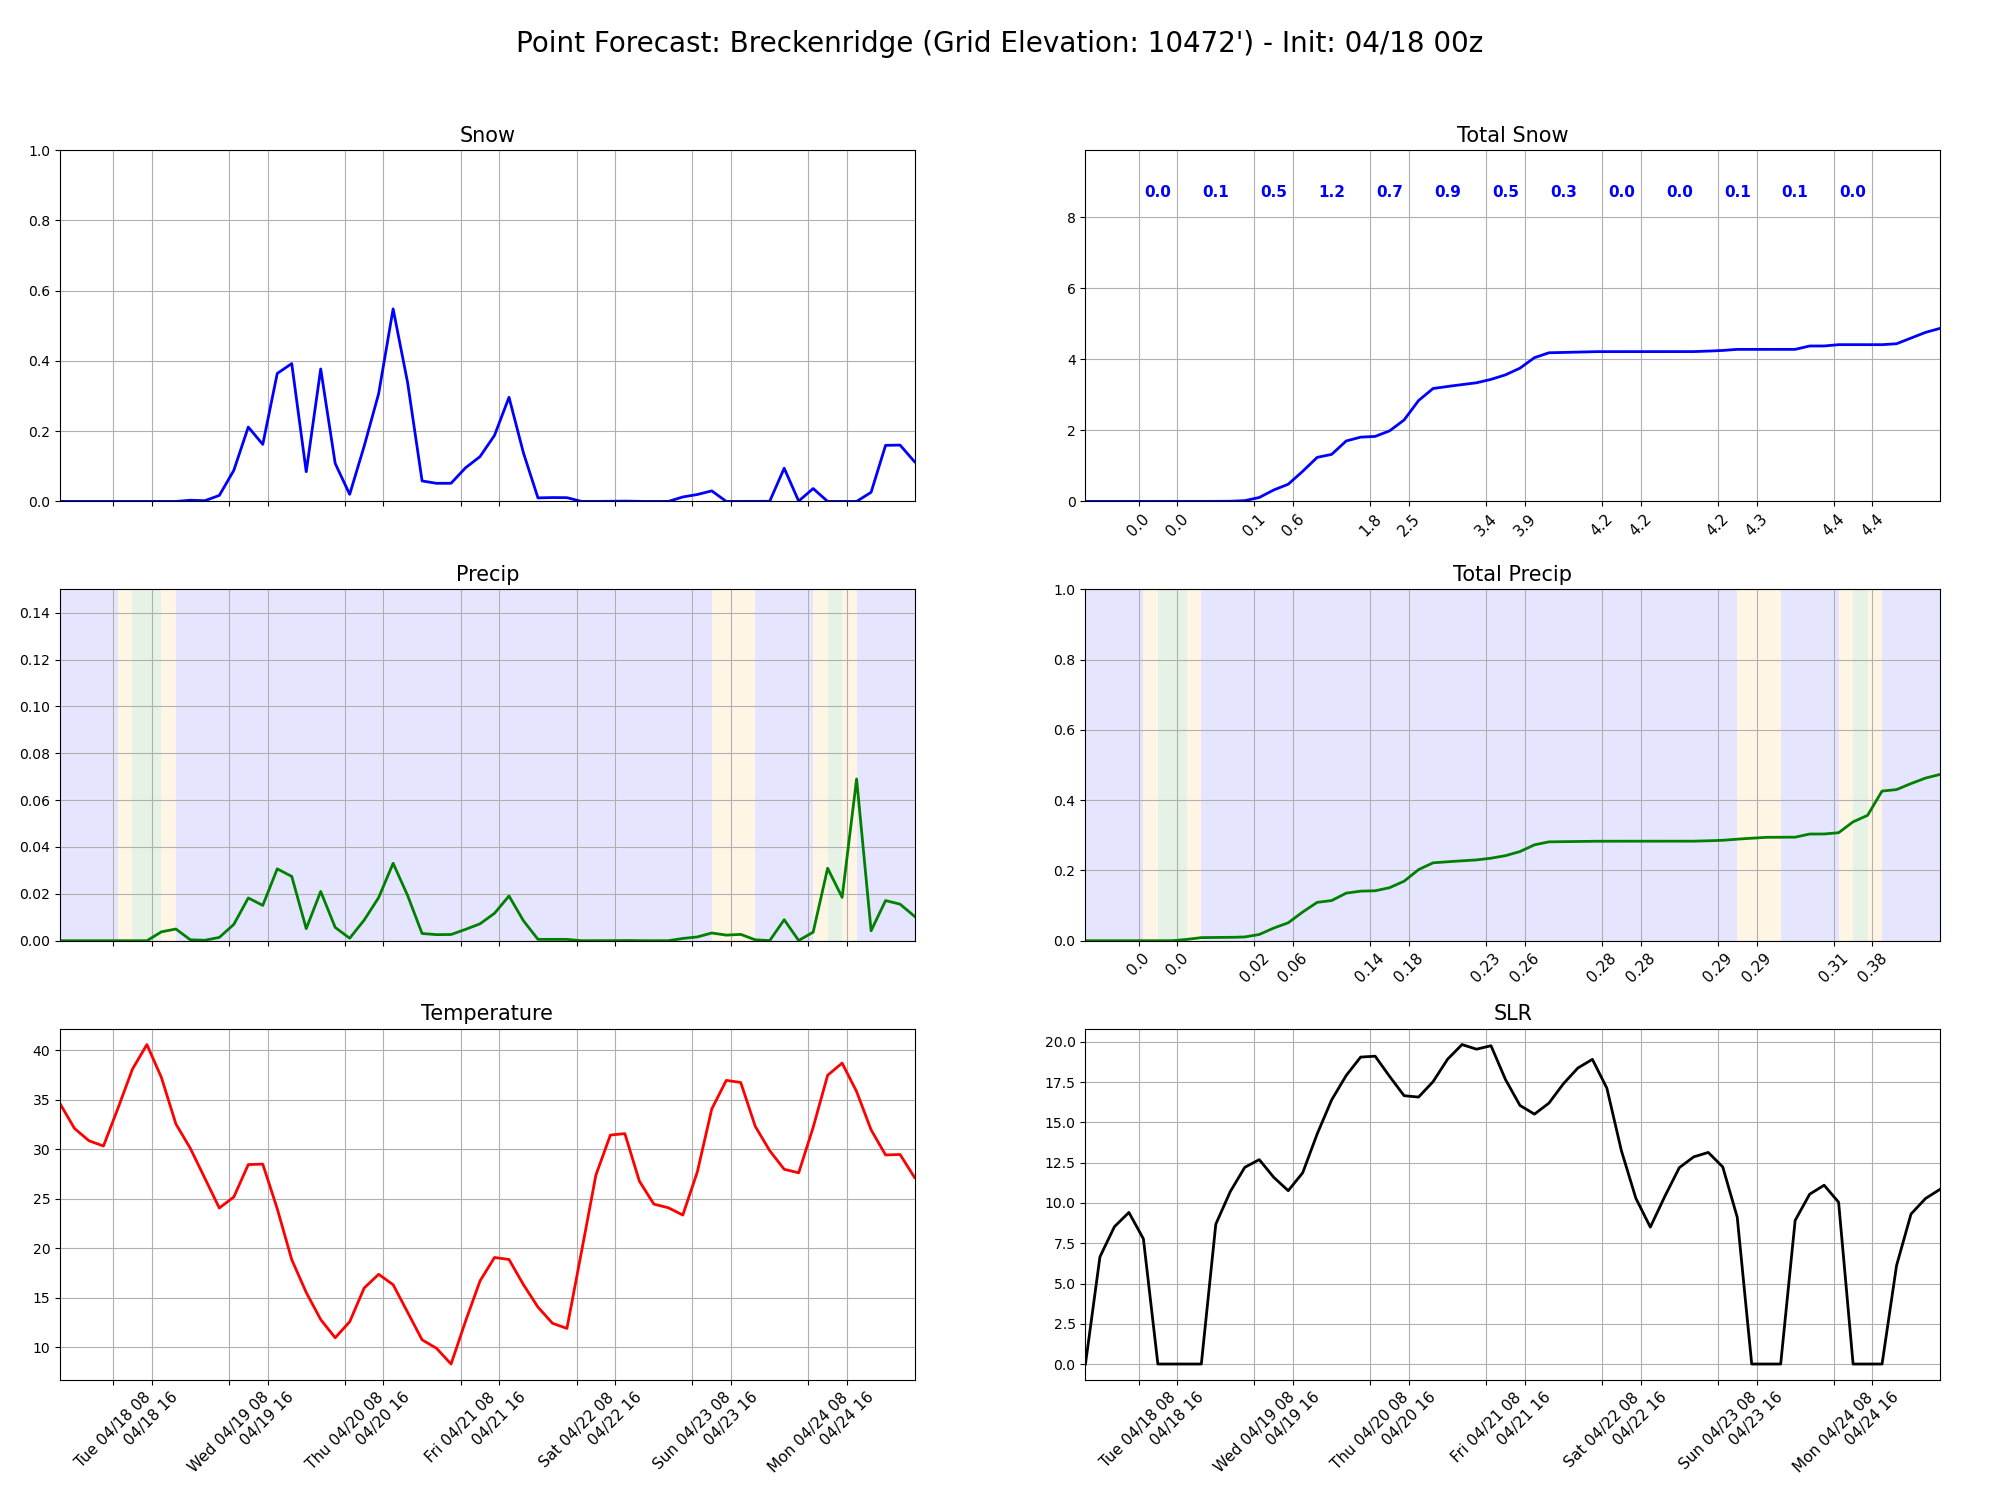 Point Forecast: Breckenridge (Grid Elevation: 10472') - Init: 04/18 00z
Snow
1.0
0.8
0.6
0.4
0.2
0.0
Total Snow
0.0 0.1 0.5 1.2 0.7 0.9 0.5 0.3 0.0 0.0 0.1 0.1 0.0
8
6
4
2
0
0.0 0.0 0.1 0.6 1.8 2.5 3.4 3.9 4.2 4.2 4.2 4.3 4.4 4.4
Precip
0.14
0.12
0.10
0.08
0.06
0.04
0.02
0.00
Total Precip
1.0
0.8
0.6
0.4
0.2
0.0
0.0 0.0 0.02 0.06 0.14 0.18 0.23 0.26 0.28 0.28 0.29 0.29 0.31 0.38
Temperature
40
35
30
25
20
15
10
Tue 04/18 08
04/18 16
Wed 04/19 08
04/19 16
Thu 04/20 08
04/20 16
Fri 04/21 08
04/21 16
Sat 04/22 08
04/22 16
Sun 04/23 08
04/23 16
Mon 04/24 08
04/24 16
SLR
20.0
17.5
15.0
12.5
10.0
7.5
5.0
2.5
0.0
Tue 04/18 08
04/18 16
Wed 04/19 08
04/19 16
Thu 04/20 08
04/20 16
Fri 04/21 08
04/21 16
Sat 04/22 08
04/22 16
Sun 04/23 08
04/23 16
Mon 04/24 08
04/24 16